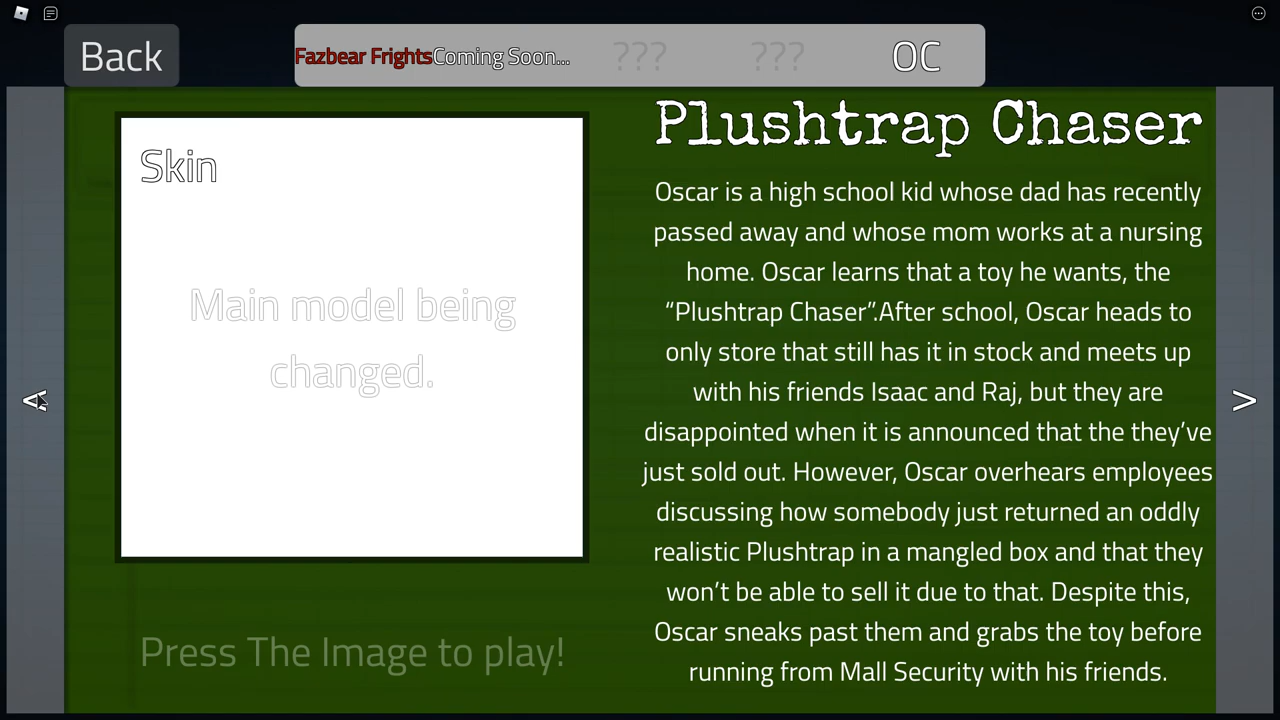 Back
Fazbear Frights
Coming Soon...
???
???
OC
Plushtrap Chaser
Skin
Main model being
changed.
Press The Image to play!
Oscar is a high school kid whose dad has recently
passed away and whose mom works at a nursing
home. Oscar learns that a toy he wants, the
“Plushtrap Chaser”.After school, Oscar heads to
only store that still has it in stock and meets up
with his friends Isaac and Raj, but they are
disappointed when it is announced that the they’ve
just sold out. However, Oscar overhears employees
discussing how somebody just returned an oddly
realistic Plushtrap in a mangled box and that they
won’t be able to sell it due to that. Despite this,
Oscar sneaks past them and grabs the toy before
running from Mall Security with his friends.
<
>